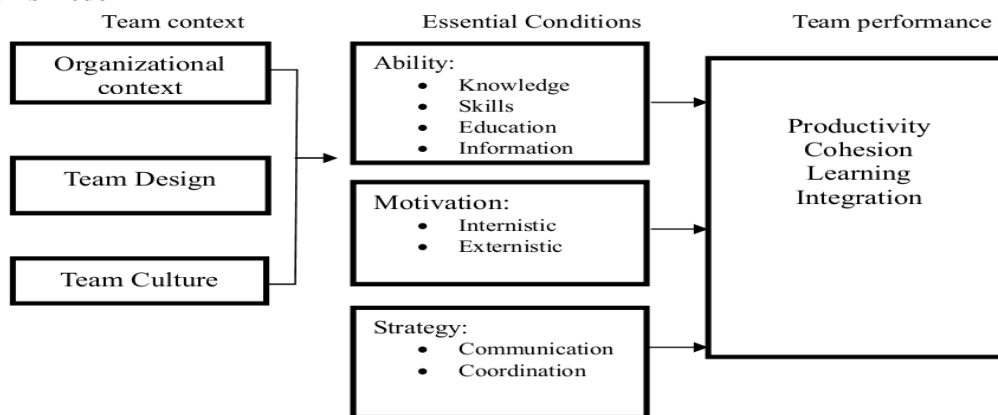 Team context
Essential Conditions
Team performance
Organizational
context
Team Design
Team Culture
Ability:
• Knowledge
• Skills
• Education
• Information
Motivation:
• Internistic
• Externistic
Strategy:
• Communication
• Coordination
Productivity
Cohesion
Learning
Integration